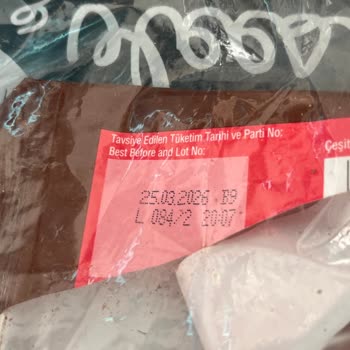 Tavsiye Edilen Tüketim Tarihi ve Parti No:
Best Before and Lot No:
Çeşit
25.03.2026 B9
L 084/2 20:07